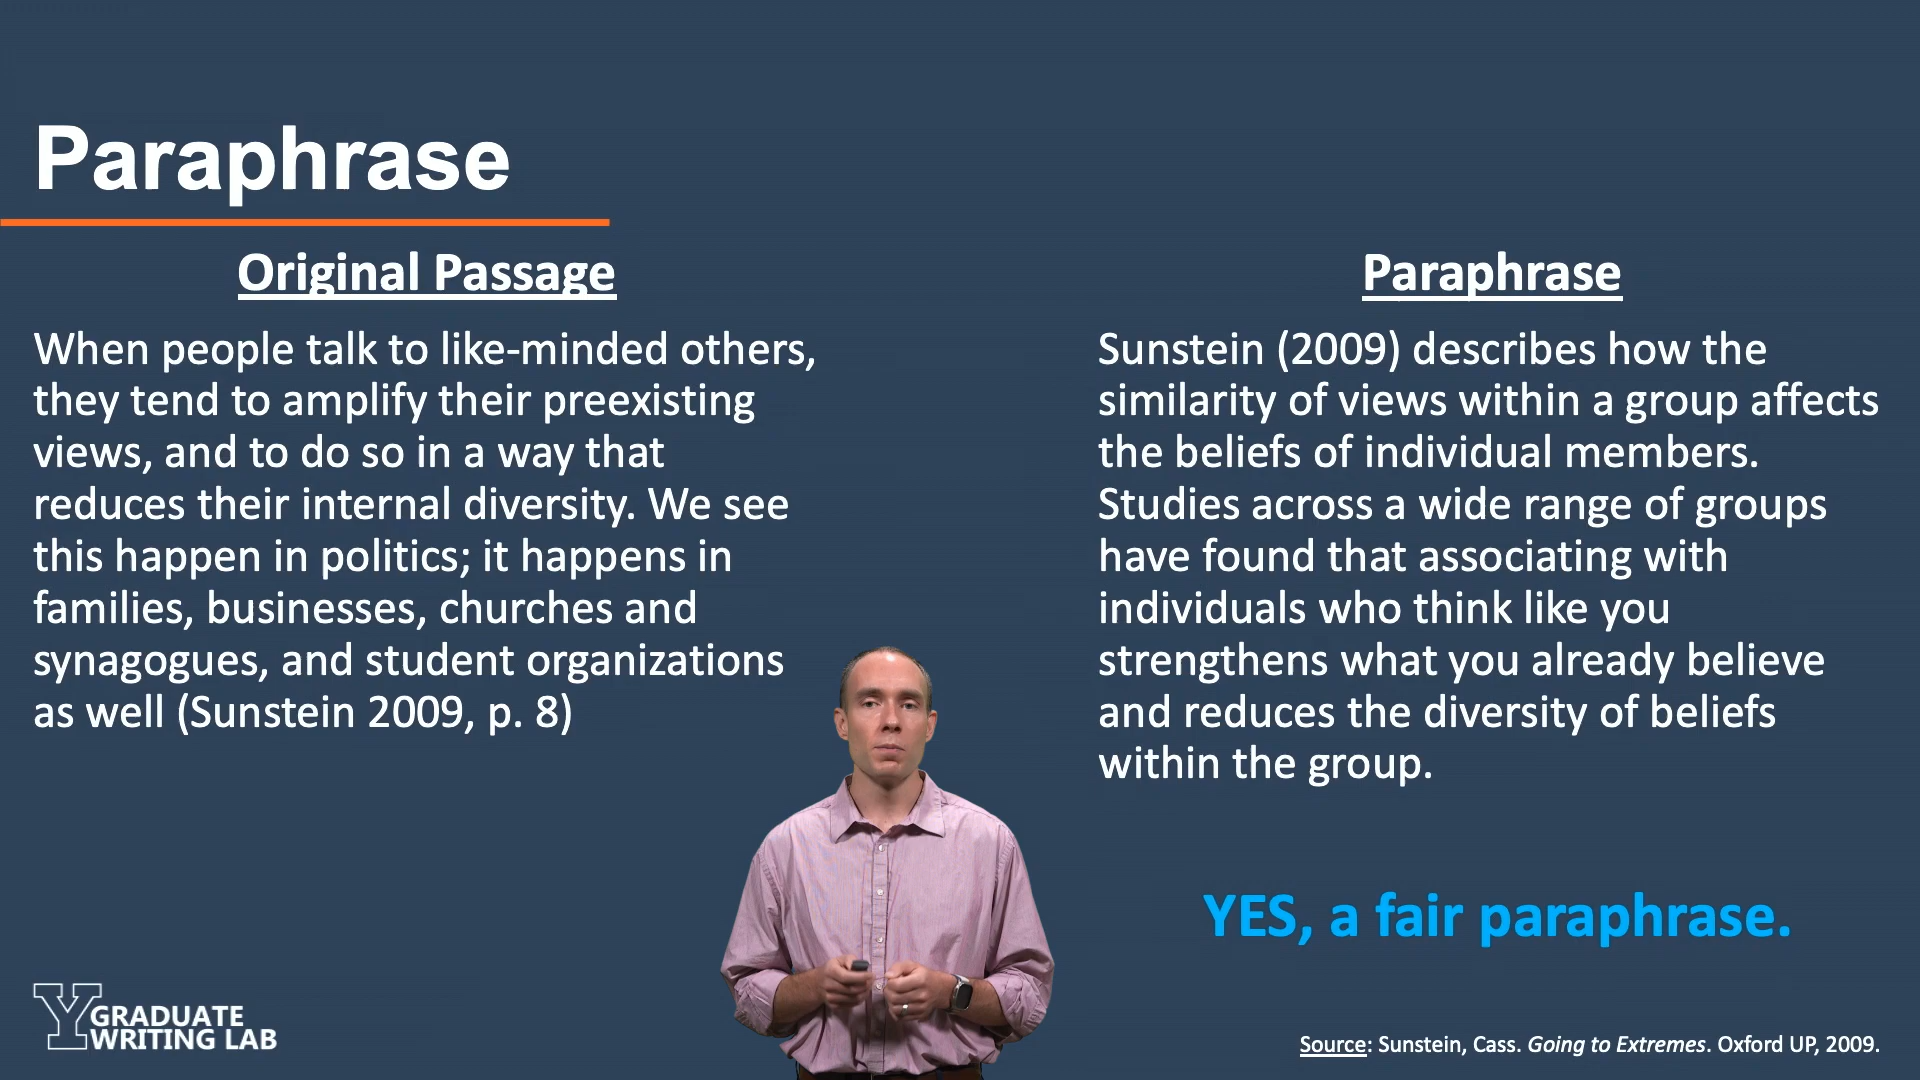 Paraphrase
Original Passage
When people talk to like-minded others,
they tend to amplify their preexisting
views, and to do so in a way that
reduces their internal diversity. We see
this happen in politics; it happens in
families, businesses, churches and
synagogues, and student organizations
as well (Sunstein 2009, p. 8)
Paraphrase
Sunstein (2009) describes how the
similarity of views within a group affects
the beliefs of individual members.
Studies across a wide range of groups
have found that associating with
individuals who think like you
strengthens what you already believe
and reduces the diversity of beliefs
within the group.
YES, a fair paraphrase.
Y GRADUATE
WRITING LAB
Source: Sunstein, Cass. Going to Extremes. Oxford UP, 2009.